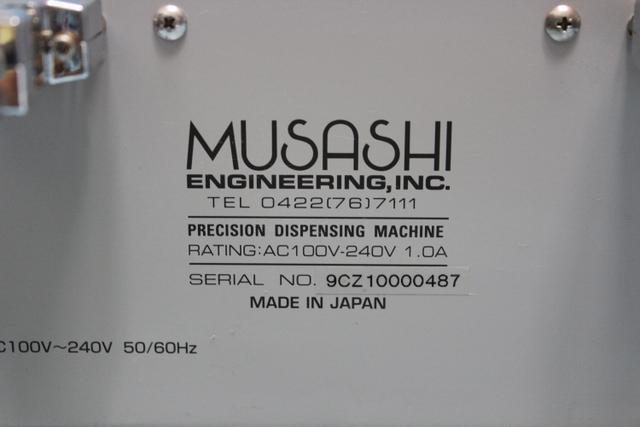 MUSASHI
ENGINEERING,INC.
TEL 0422(76)7111
PRECISION DISPENSING MACHINE
RATING:AC100V-240V 1.0A
SERIAL NO. 9CZ10000487
MADE IN JAPAN
C100V~240V 50/60Hz